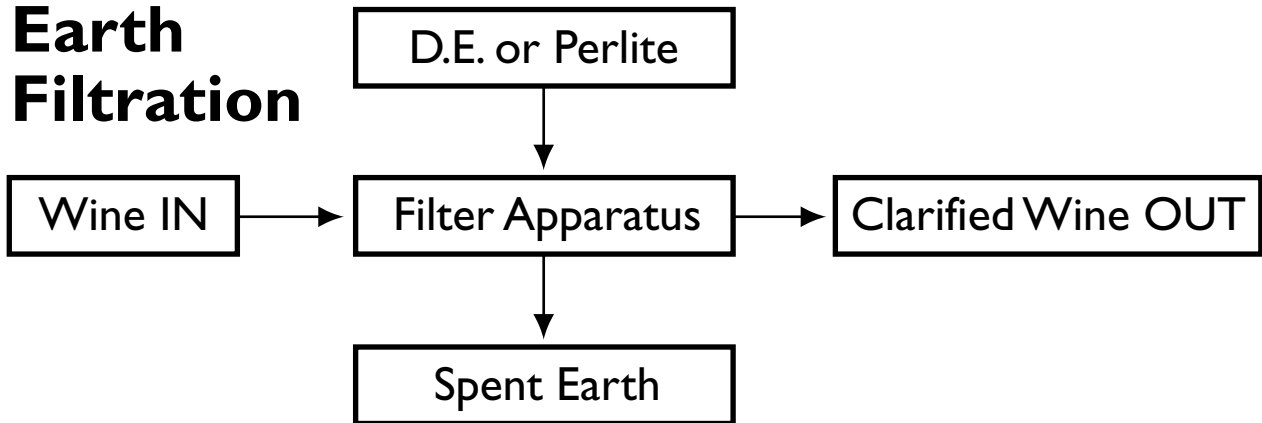 Earth
Filtration
D.E. or Perlite
Wine IN
Filter Apparatus
Clarified Wine OUT
Spent Earth